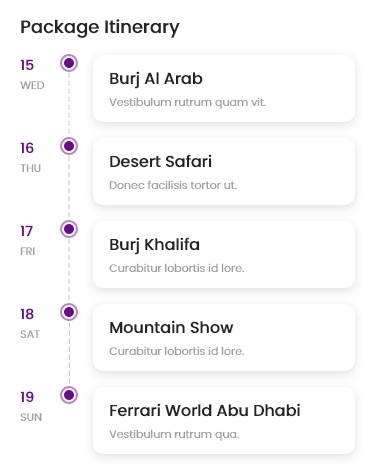 Package Itinerary
15
WED
Burj Al Arab
Vestibulum rutrum quam vit.
16
THU
Desert Safari
Donec facilisis tortor ut.
17
FRI
Burj Khalifa
Curabitur lobortis id lore.
18
SAT
Mountain Show
Curabitur lobortis id lore.
19
SUN
Ferrari World Abu Dhabi
Vestibulum rutrum qua.